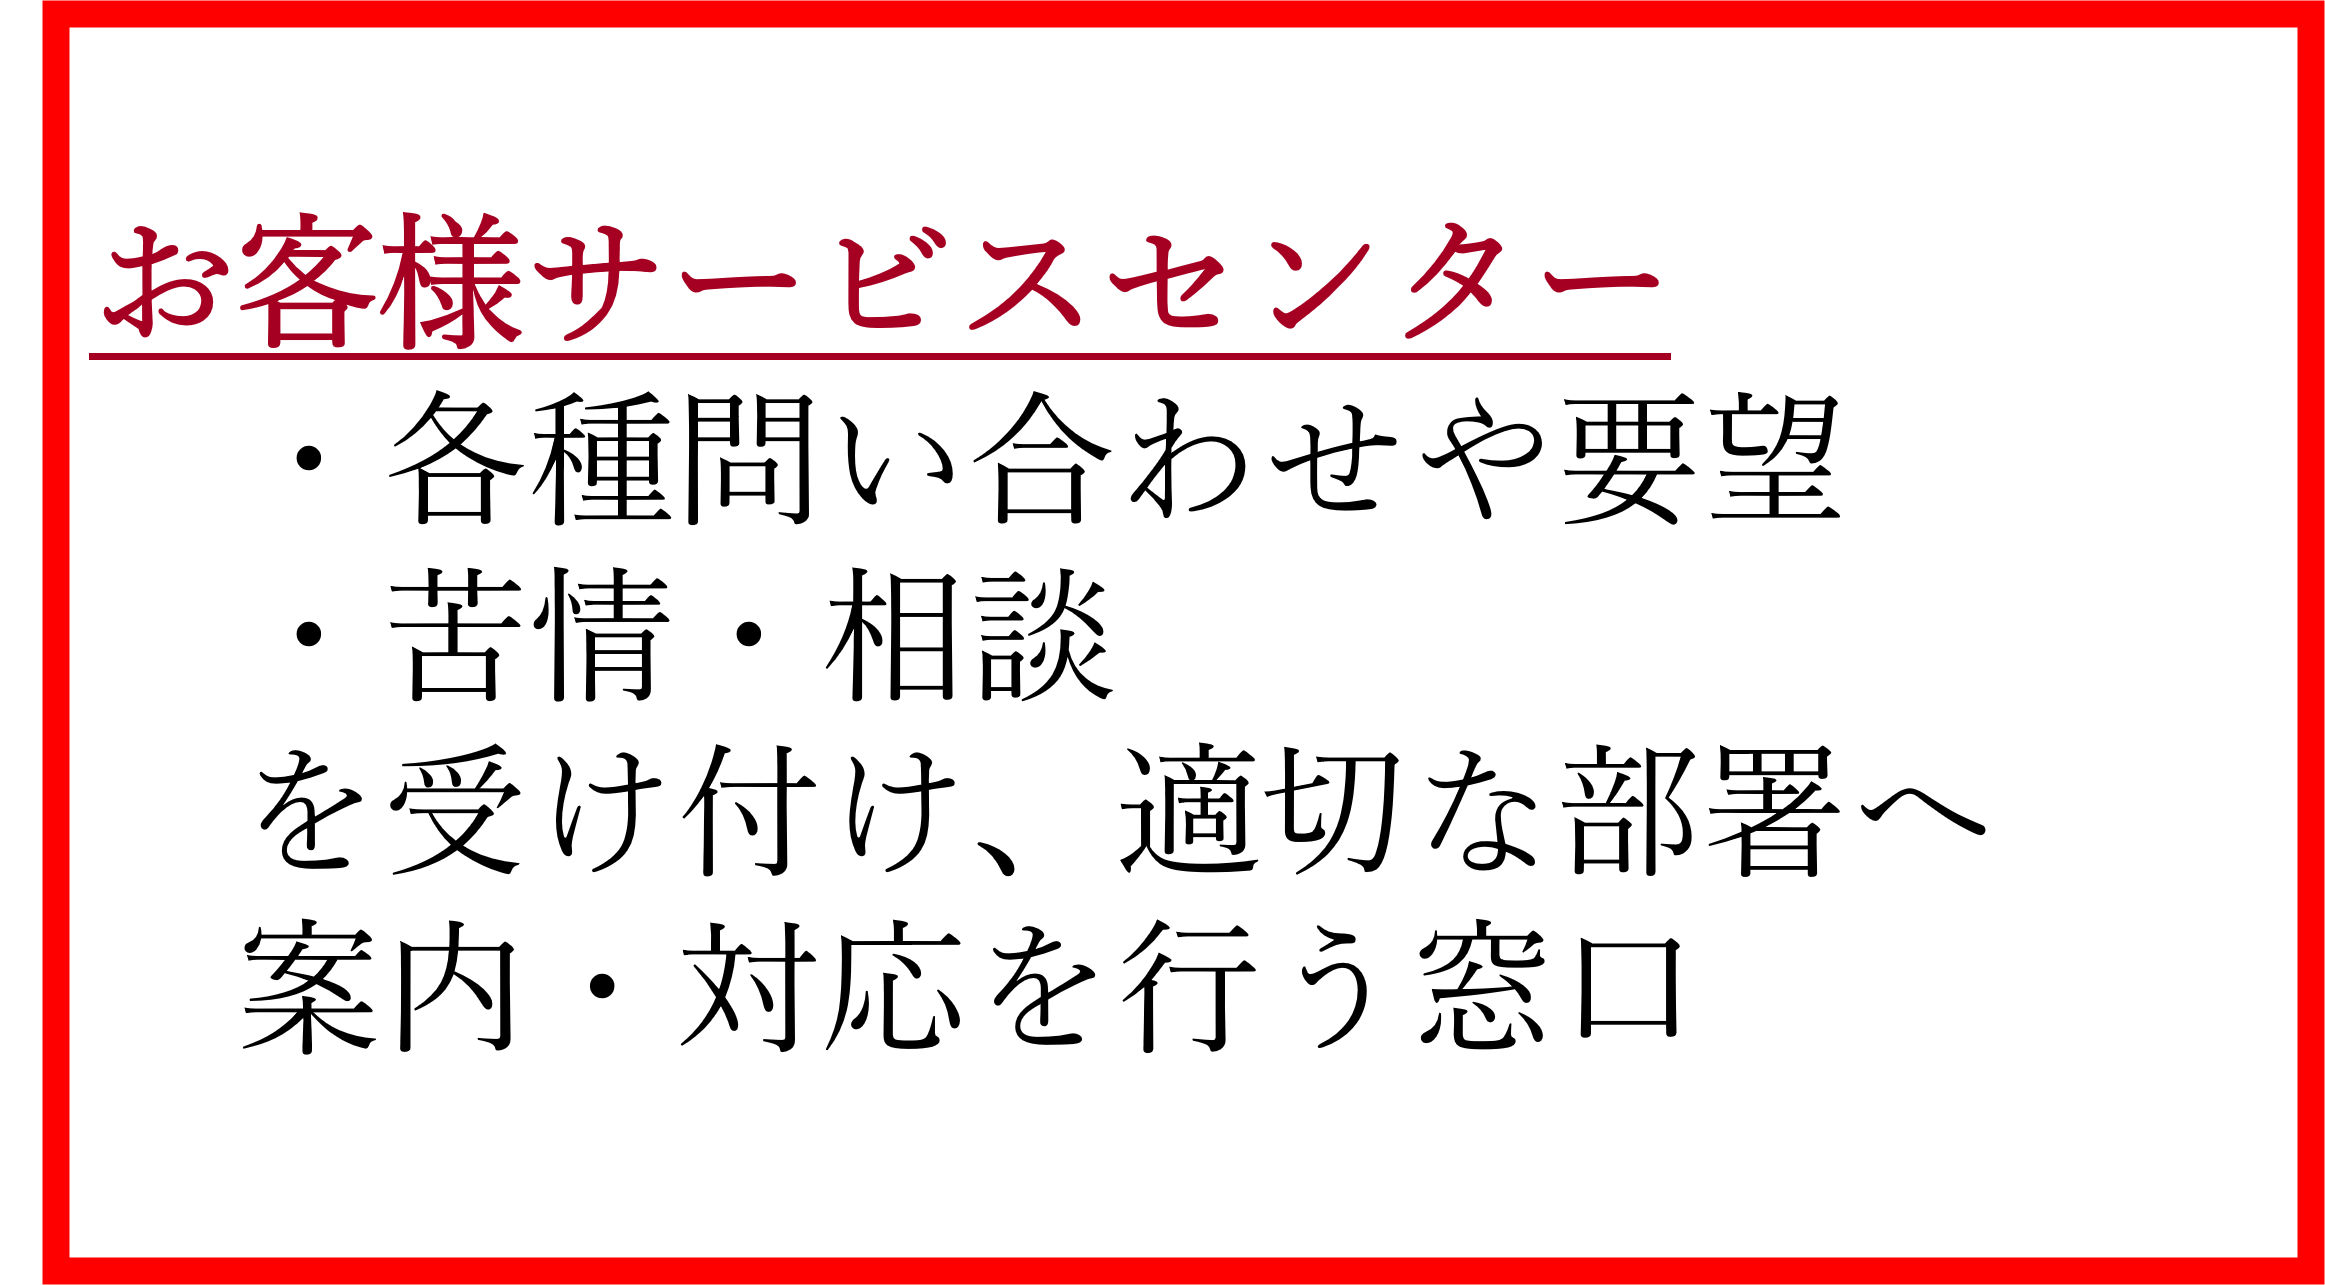 お客様サービスセンター
・各種問い合わせや要望
・苦情・相談
を受け付け、適切な部署へ
案内・対応を行う窓口